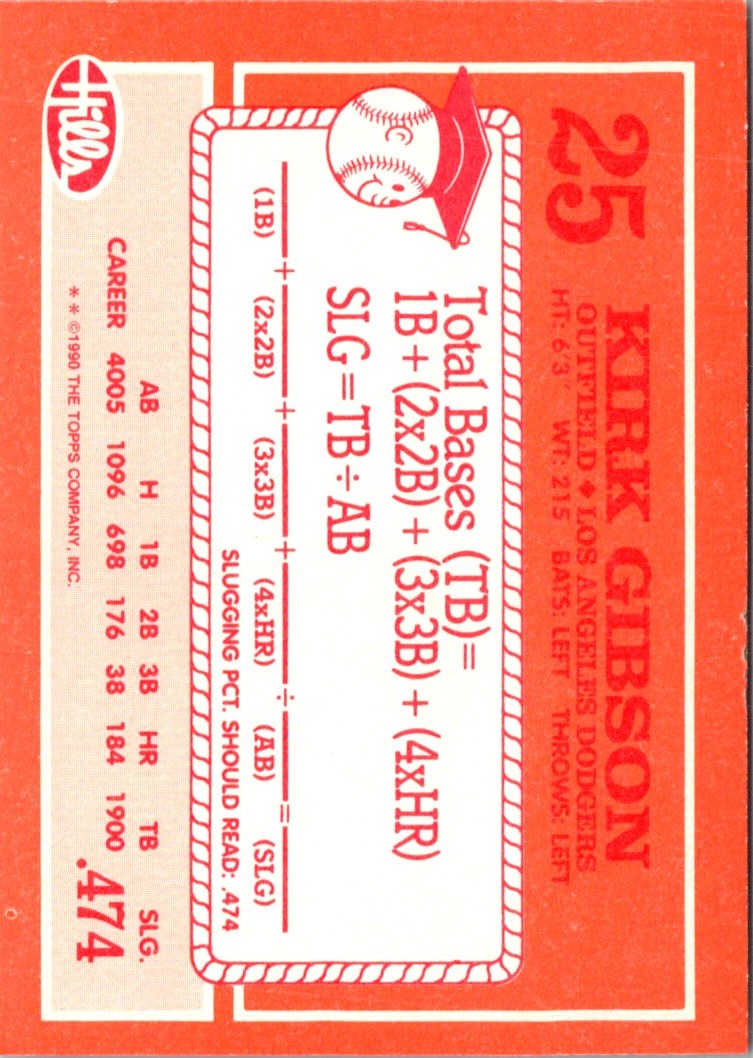 25
KIRK GIBSON
OUTFIELD ♦ LOS ANGELES DODGERS
HT: 6'3" WT: 215 BATS: LEFT THROWS: LEFT
Total Bases (TB)=
1B + (2x2B) + (3x3B) + (4xHR)
SLG = TB ÷ AB
+ + + ÷ =
(1B) (2x2B) (3x3B) (4xHR) (AB) (SLG)
SLUGGING PCT. SHOULD READ: .474
AB H 1B 2B 3B HR TB SLG.
CAREER 4005 1096 698 176 38 184 1900 .474
Hills
* * ©1990 THE TOPPS COMPANY, INC.